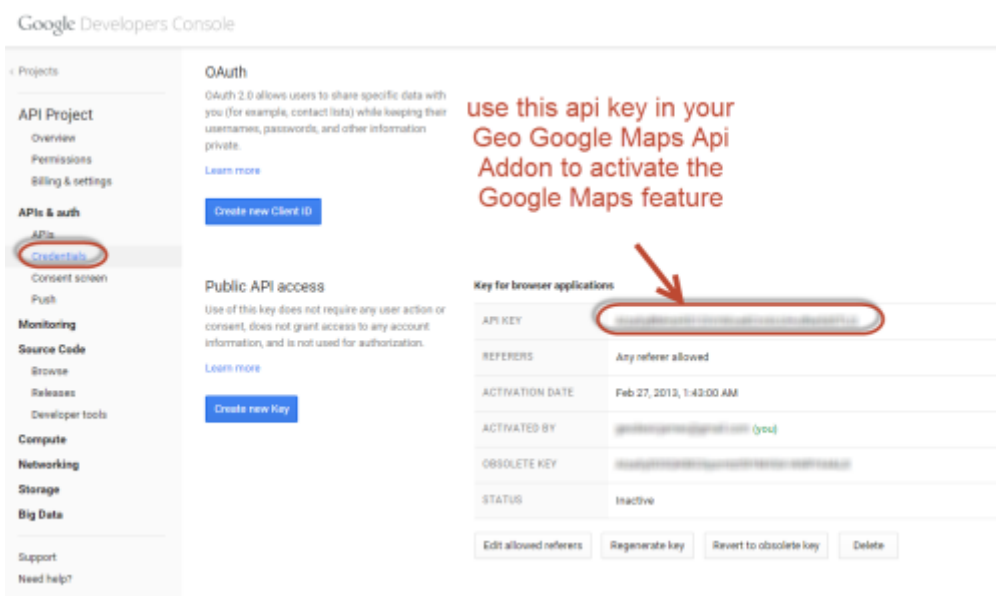 Google Developers Console
‹ Projects
API Project
Overview
Permissions
Billing & settings
APIs & auth
APIs
Credentials
Consent screen
Push
Monitoring
Source Code
Browse
Releases
Developer tools
Compute
Networking
Storage
Big Data
Support
Need help?
OAuth
OAuth 2.0 allows users to share specific data with
you (for example, contact lists) while keeping their
usernames, passwords, and other information
private.
Learn more
Create new Client ID
use this api key in your
Geo Google Maps Api
Addon to activate the
Google Maps feature
Public API access
Use of this key does not require any user action or
consent, does not grant access to any account
information, and is not used for authorization.
Learn more
Create new Key
Key for browser applications
API KEY
REFERERS Any referer allowed
ACTIVATION DATE Feb 27, 2013, 1:43:00 AM
ACTIVATED BY (you)
OBSOLETE KEY
STATUS Inactive
Edit allowed referers Regenerate key Revert to obsolete key Delete